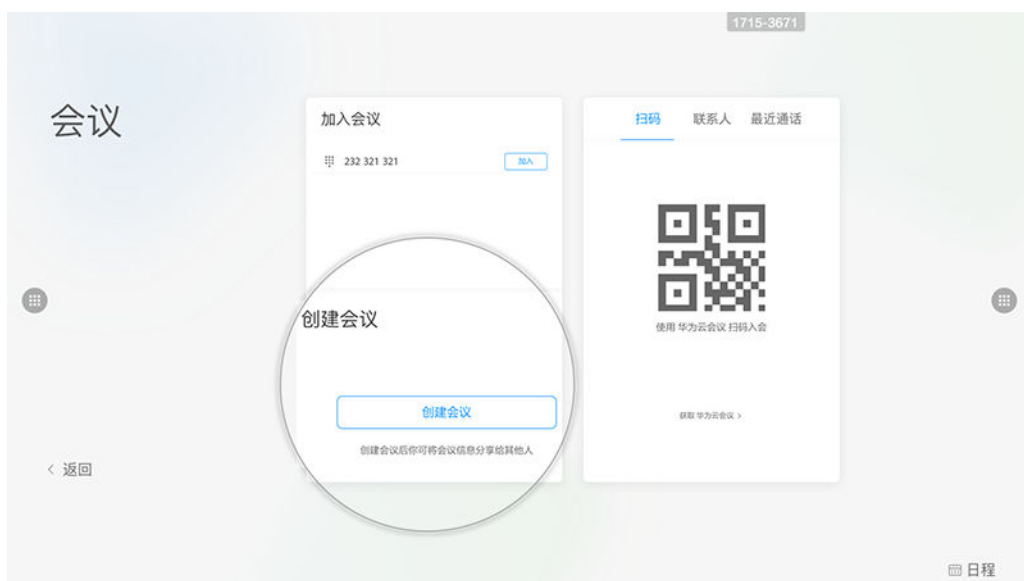 1715-3671
会议
加入会议
232 321 321
加入
创建会议
创建会议
创建会议后你可将会议信息分享给其他人
扫码 联系人 最近通话
使用 华为云会议 扫码入会
获取 华为云会议 >
< 返回
日程